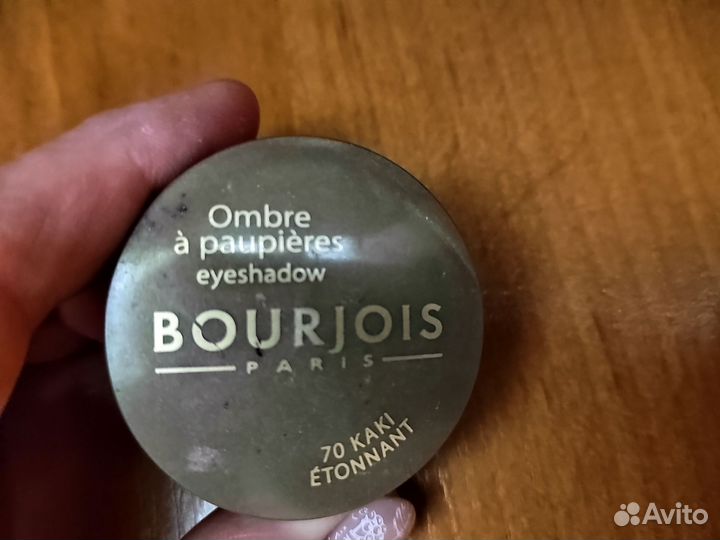 Ombre
à paupières
eyeshadow
BOURJOIS
PARIS
70 KAKI
ÉTONNANT
Avito